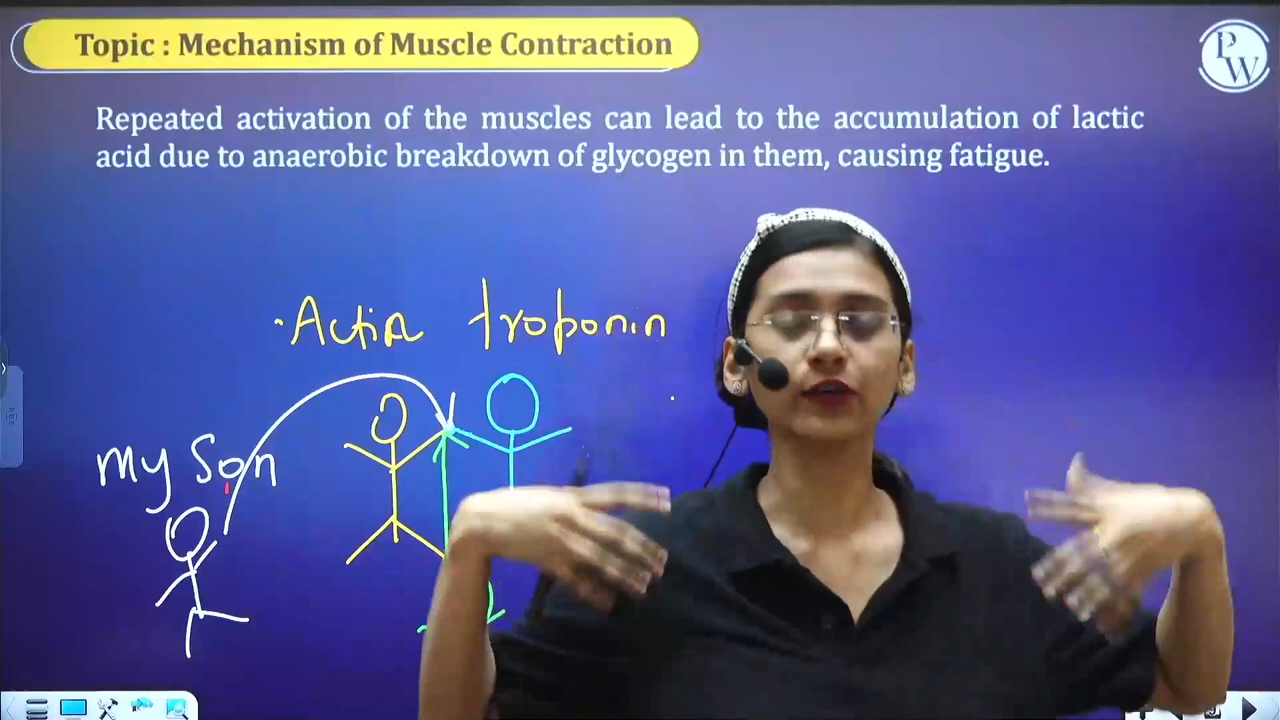 Topic : Mechanism of Muscle Contraction
PW
Repeated activation of the muscles can lead to the accumulation of lactic
acid due to anaerobic breakdown of glycogen in them, causing fatigue.
Actin troponin
my Son